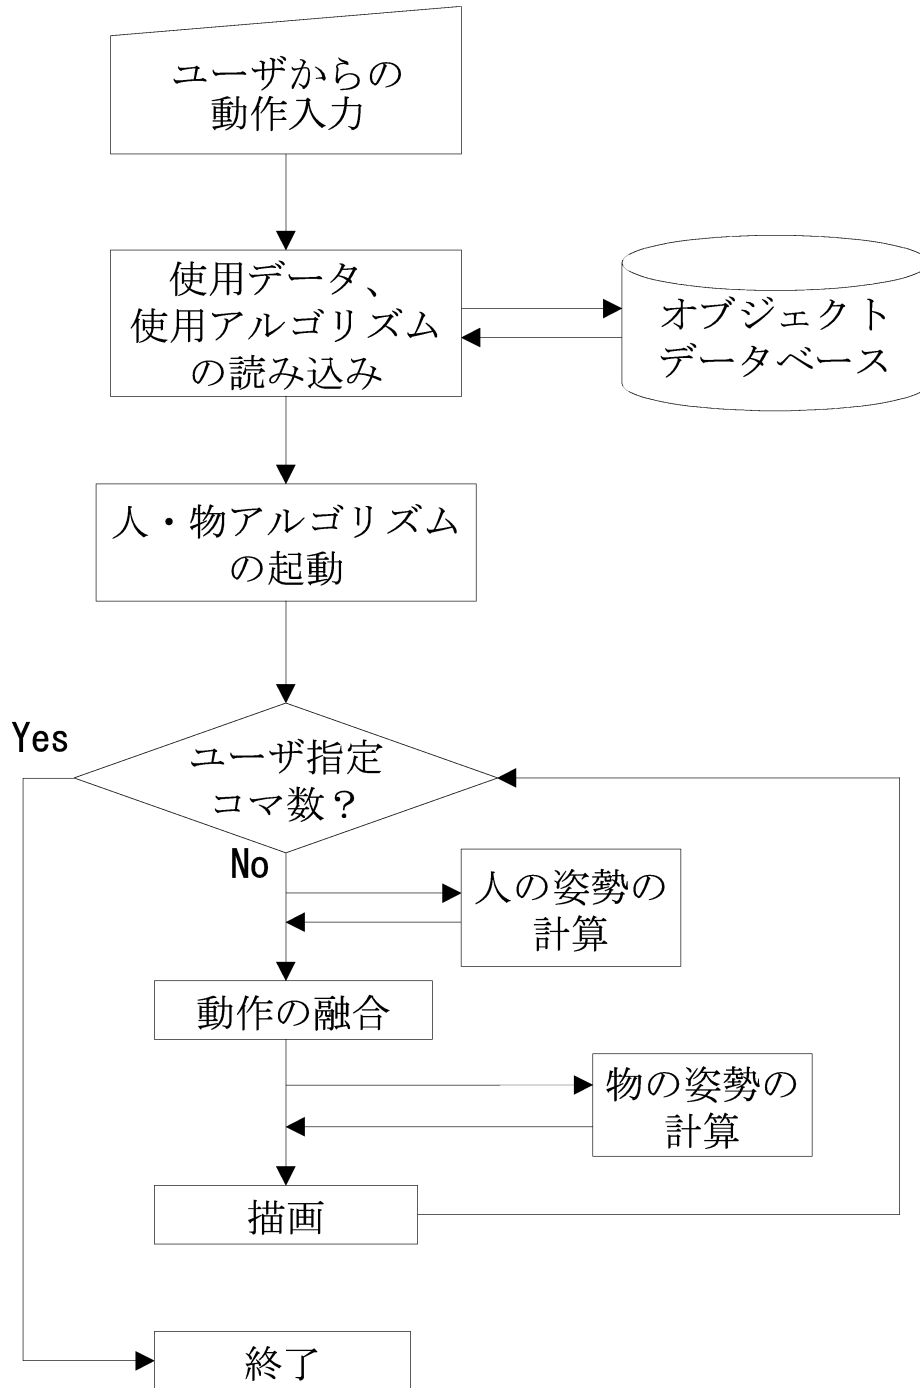 ユーザからの
動作入力
使用データ、
使用アルゴリズム
の読み込み
オブジェクト
データベース
人・物アルゴリズム
の起動
Yes
ユーザ指定
コマ数？
No
人の姿勢の
計算
動作の融合
物の姿勢の
計算
描画
終了